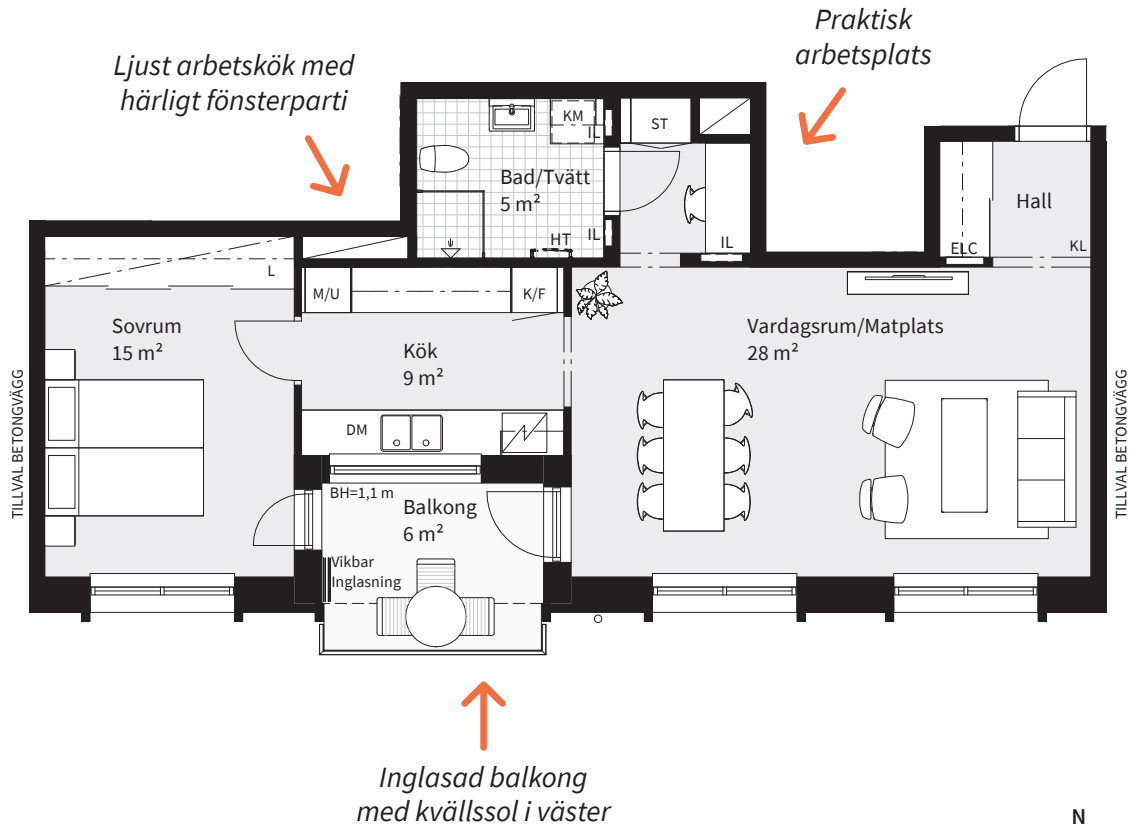 Praktisk
arbetsplats
Ljust arbetskök med
härligt fönsterparti
KM
IL
ST
Bad/Tvätt
5 m²
Hall
HT
IL
IL
ELC
KL
L
M/U
K/F
Sovrum
15 m²
Kök
9 m²
Vardagsrum/Matplats
28 m²
TILLVAL BETONGVÄGG
TILLVAL BETONGVÄGG
DM
BH=1,1 m
Balkong
6 m²
Vikbar
Inglasning
Inglasad balkong
med kvällssol i väster
N